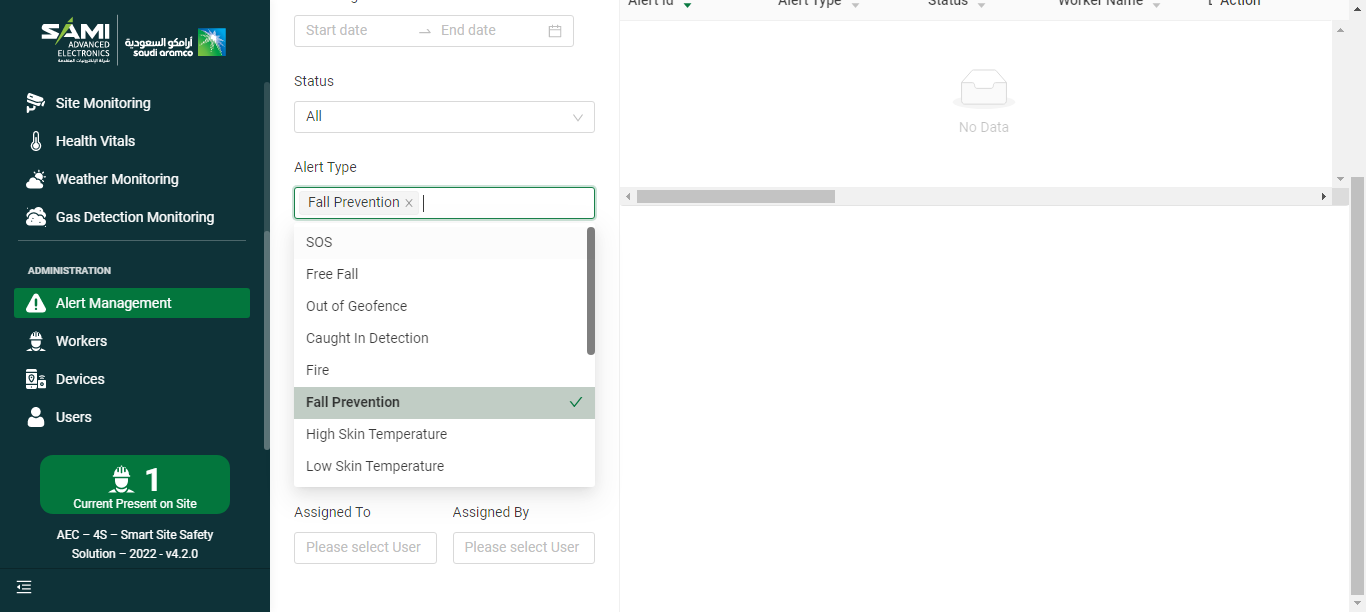 SAMI
ADVANCED
ELECTRONICS
شركة الإلكترونيات المتقدمة
أرامكو السعودية
saudi aramco
Site Monitoring
Health Vitals
Weather Monitoring
Gas Detection Monitoring
ADMINISTRATION
Alert Management
Workers
Devices
Users
1
Current Present on Site
AEC – 4S – Smart Site Safety
Solution – 2022 - v4.2.0
Start date
End date
Status
All
Alert Type
Fall Prevention
SOS
Free Fall
Out of Geofence
Caught In Detection
Fire
Fall Prevention
High Skin Temperature
Low Skin Temperature
Assigned To
Assigned By
Please select User
Please select User
Alert Id
Alert Type
Status
Worker Name
Action
No Data